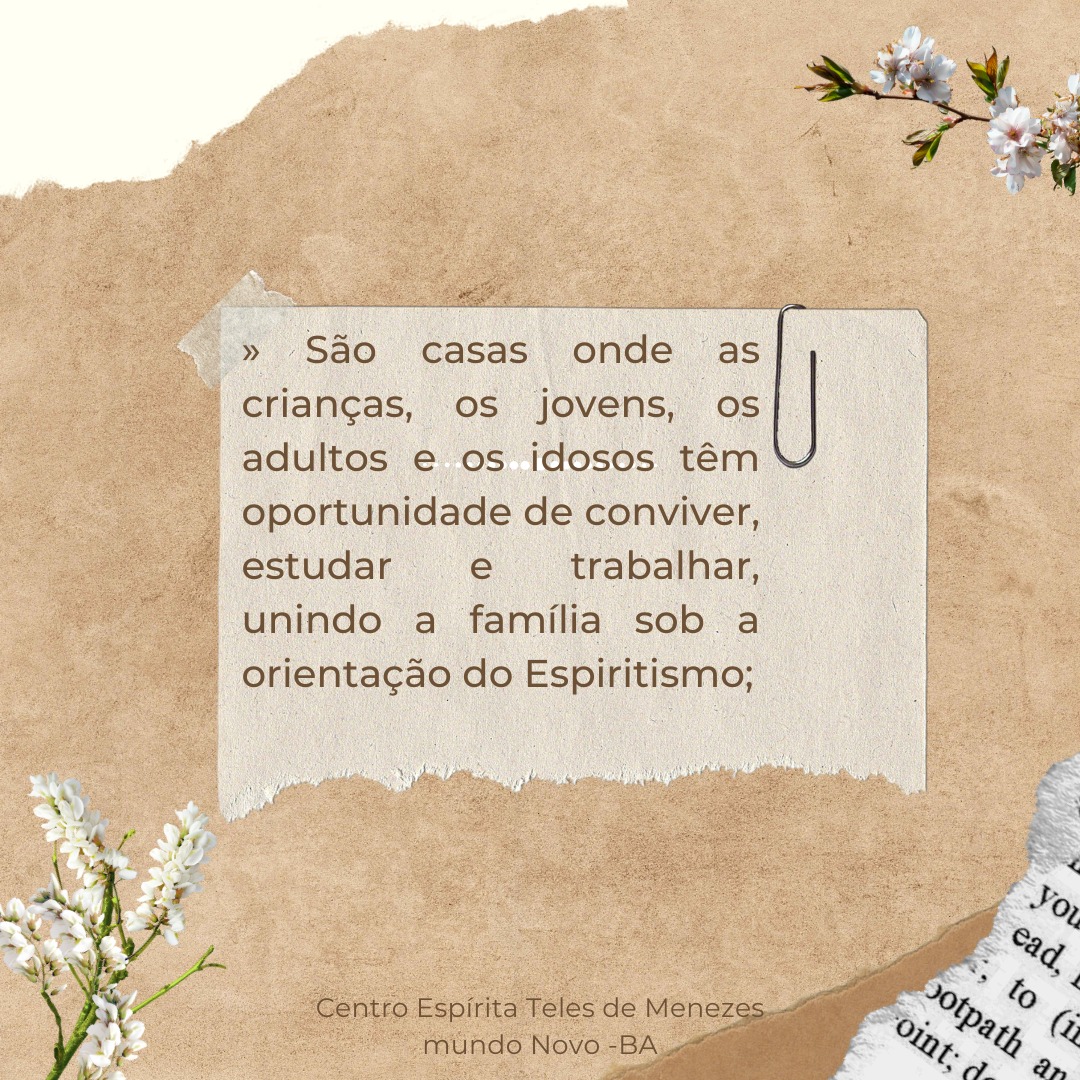 » São casas onde as
crianças, os jovens, os
adultos e os idosos têm
oportunidade de conviver,
estudar e trabalhar,
unindo a família sob a
orientação do Espiritismo;
you
ead,
to
an
oint;
Centro Espírita Teles de Menezes
mundo Novo -BA